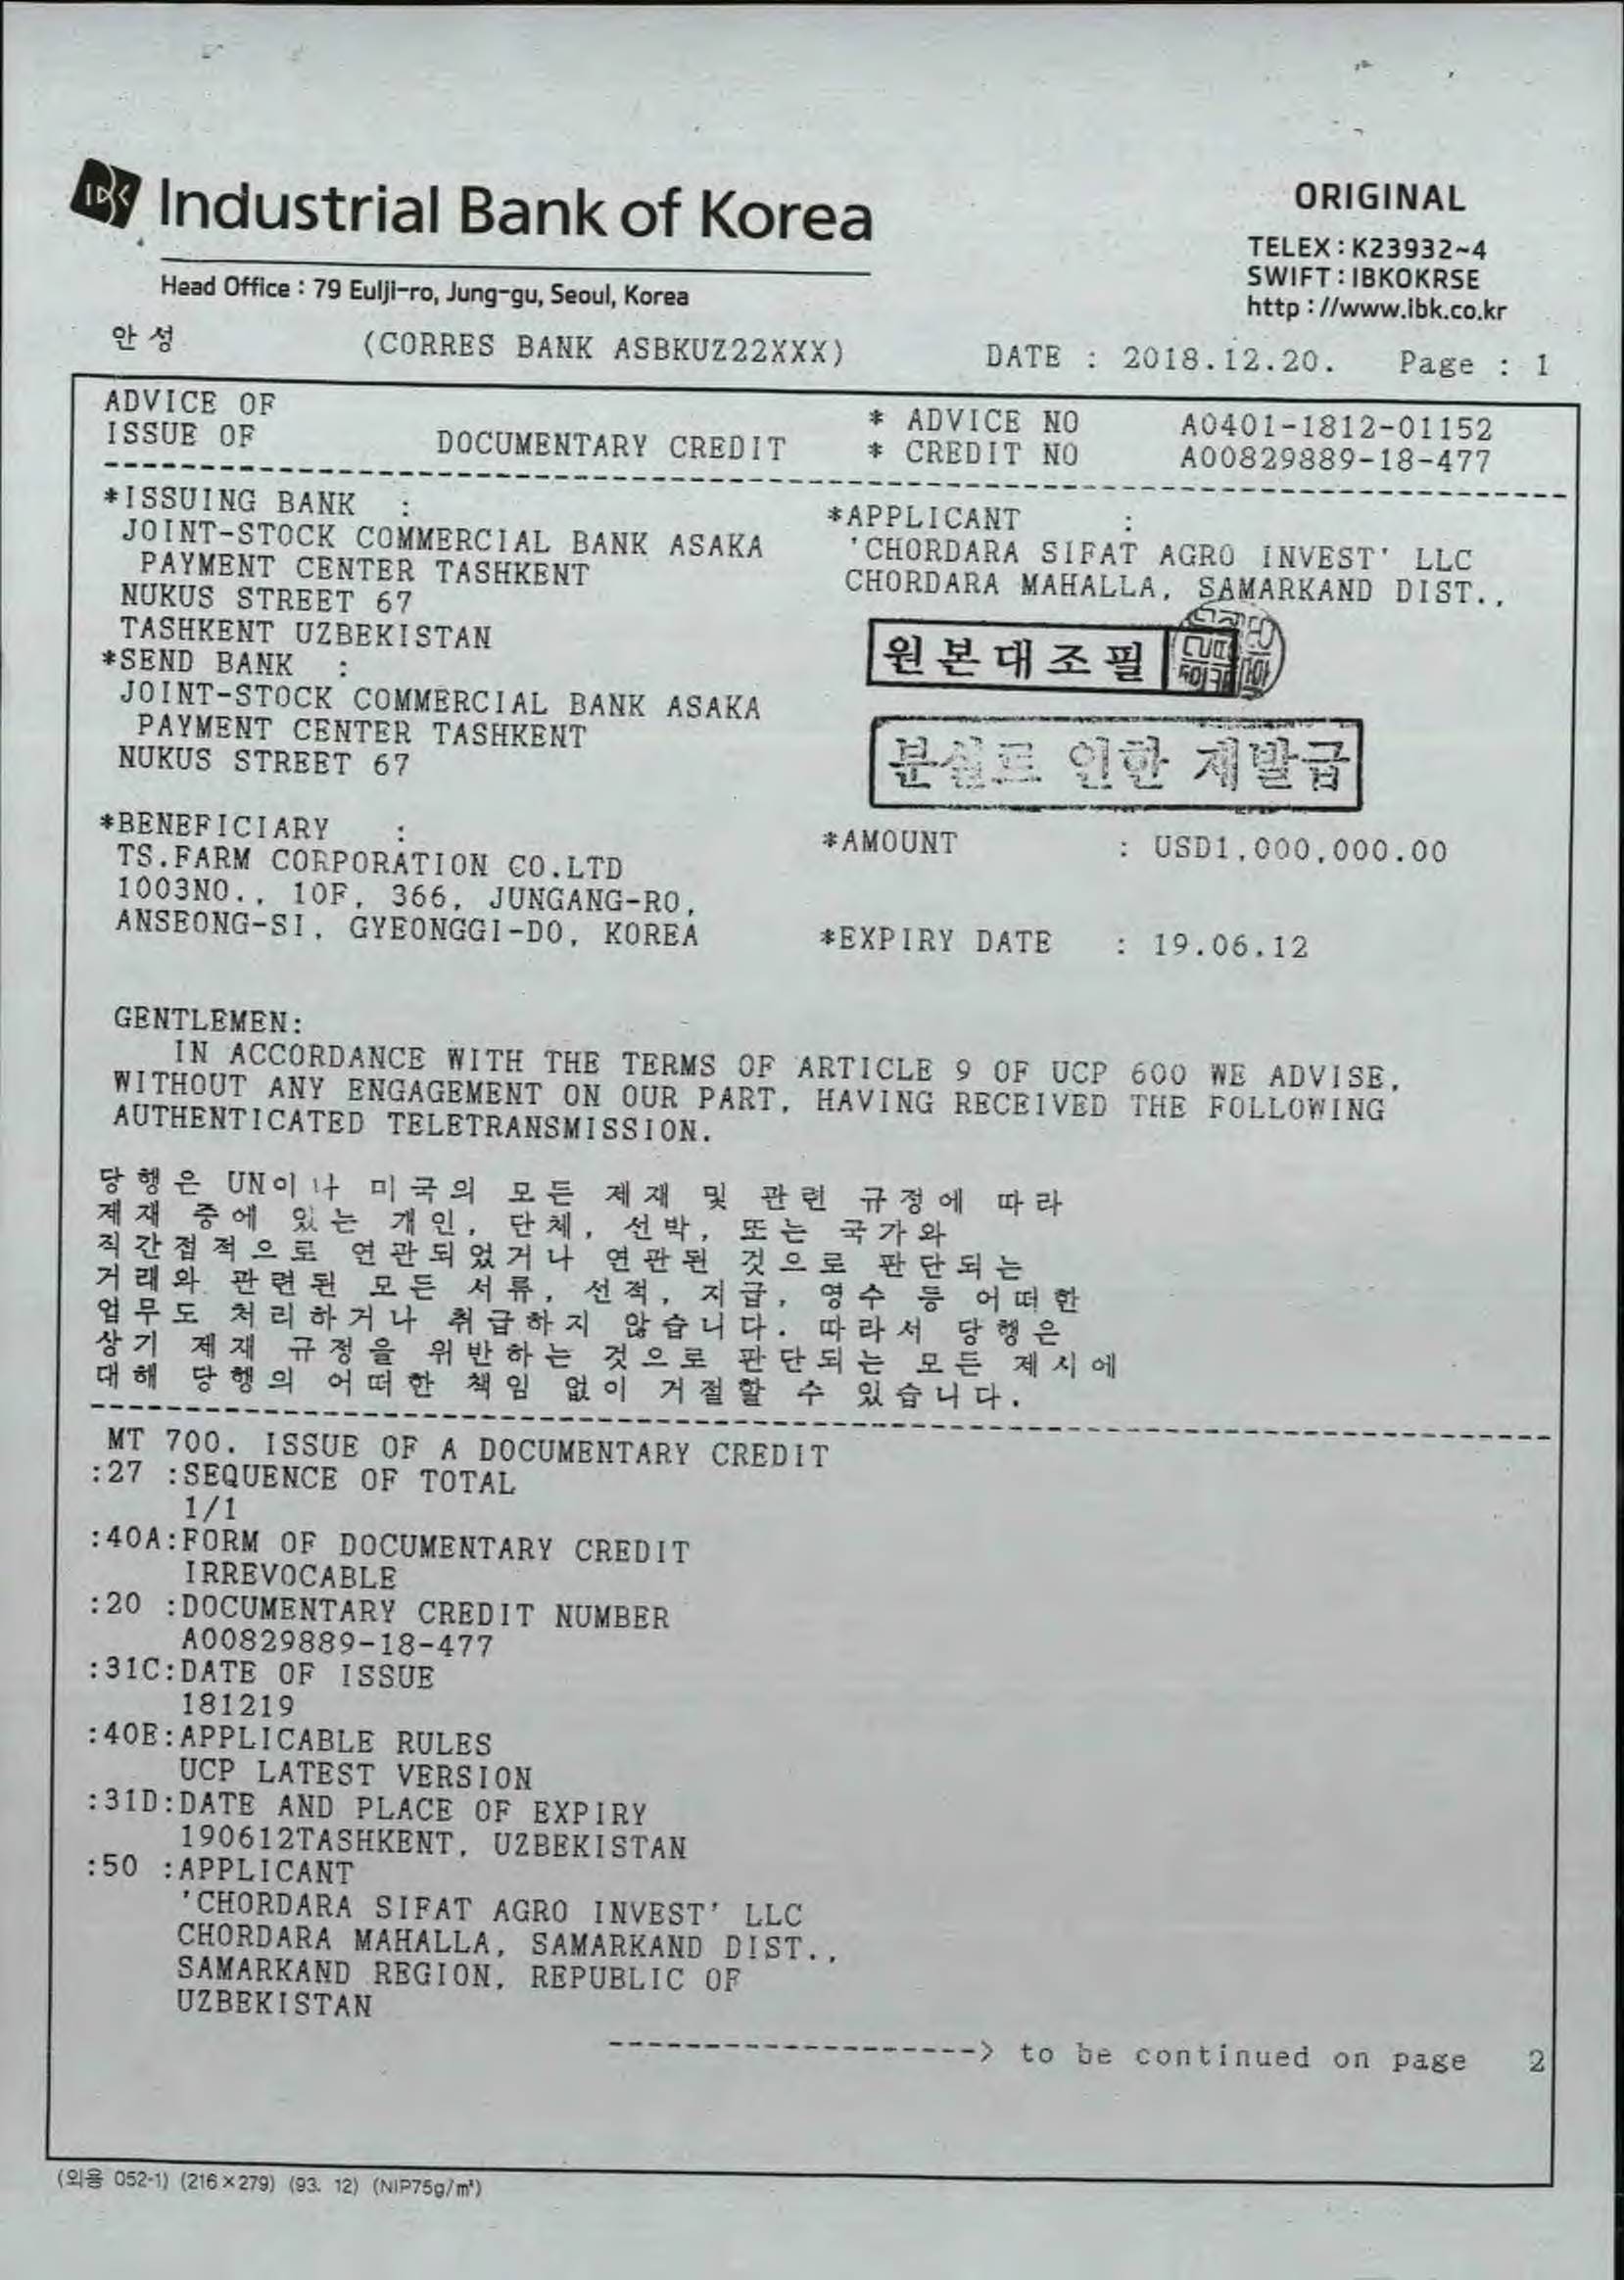 IBK Industrial Bank of Korea
ORIGINAL
TELEX : K23932~4
SWIFT : IBKOKRSE
http : //www.ibk.co.kr
Head Office : 79 Eulji-ro, Jung-gu, Seoul, Korea
안성 (CORRES BANK ASBKUZ22XXX) DATE : 2018.12.20. Page : 1
ADVICE OF
ISSUE OF DOCUMENTARY CREDIT
* ADVICE NO A0401-1812-01152
* CREDIT NO A00829889-18-477
*ISSUING BANK :
JOINT-STOCK COMMERCIAL BANK ASAKA
PAYMENT CENTER TASHKENT
NUKUS STREET 67
TASHKENT UZBEKISTAN
*APPLICANT :
'CHORDARA SIFAT AGRO INVEST' LLC
CHORDARA MAHALLA, SAMARKAND DIST.,
*SEND BANK :
JOINT-STOCK COMMERCIAL BANK ASAKA
PAYMENT CENTER TASHKENT
NUKUS STREET 67
원본대조필
분실로 인한 재발급
*BENEFICIARY :
TS.FARM CORPORATION CO.LTD
1003NO., 10F, 366, JUNGANG-RO,
ANSEONG-SI, GYEONGGI-DO, KOREA
*AMOUNT : USD1,000,000.00
*EXPIRY DATE : 19.06.12
GENTLEMEN:
IN ACCORDANCE WITH THE TERMS OF ARTICLE 9 OF UCP 600 WE ADVISE,
WITHOUT ANY ENGAGEMENT ON OUR PART, HAVING RECEIVED THE FOLLOWING
AUTHENTICATED TELETRANSMISSION.
당행은 UN이나 미국의 모든 제재 및 관련 규정에 따라
제재 중에 있는 개인, 단체, 선박, 또는 국가와
직간접적으로 연관되었거나 연관된 것으로 판단되는
거래와 관련된 모든 서류, 선적, 지급, 영수 등 어떠한
업무도 처리하거나 취급하지 않습니다. 따라서 당행은
상기 제재 규정을 위반하는 것으로 판단되는 모든 제시에
대해 당행의 어떠한 책임 없이 거절할 수 있습니다.
MT 700. ISSUE OF A DOCUMENTARY CREDIT
:27 :SEQUENCE OF TOTAL
1/1
:40A:FORM OF DOCUMENTARY CREDIT
IRREVOCABLE
:20 :DOCUMENTARY CREDIT NUMBER
A00829889-18-477
:31C:DATE OF ISSUE
181219
:40E:APPLICABLE RULES
UCP LATEST VERSION
:31D:DATE AND PLACE OF EXPIRY
190612TASHKENT, UZBEKISTAN
:50 :APPLICANT
'CHORDARA SIFAT AGRO INVEST' LLC
CHORDARA MAHALLA, SAMARKAND DIST.,
SAMARKAND REGION, REPUBLIC OF
UZBEKISTAN
-------------------> to be continued on page 2
(외용 052-1) (216×279) (93. 12) (NIP75g/㎡)